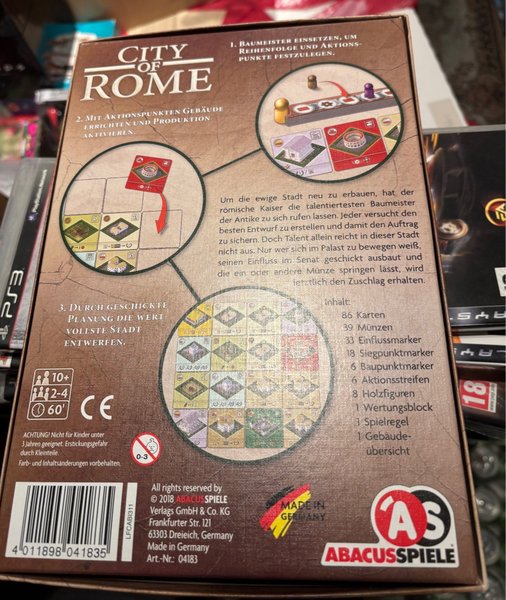 CITY
OF
ROME
1. Baumeister einsetzen, um
Reihenfolge und Aktions-
punkte festzulegen.
2. Mit Aktionspunkten Gebäude
errichten und Produktion
aktivieren.
Um die ewige Stadt neu zu erbauen, hat der
römische Kaiser die talentiertesten Baumeister
der Antike zu sich rufen lassen. Jeder versucht den
besten Entwurf zu erstellen und damit den Auftrag
zu sichern. Doch Talent allein reicht in dieser Stadt
nicht aus. Nur wer sich im Palast zu bewegen weiß,
seinen Einfluss im Senat geschickt ausbaut und
die ein oder andere Münze springen lässt, wird
letztlich den Zuschlag erhalten.
3. Durch geschickte
Planung die wert-
vollste Stadt
entwerfen.
Inhalt:
86 Karten
39 Münzen
33 Einflussmarker
18 Siegpunktmarker
6 Baupunktmarker
6 Aktionsstreifen
8 Holzfiguren
1 Wertungsblock
1 Spielregel
1 Gebäude-
übersicht
10+
2-4
60'
CE
ACHTUNG! Nicht für Kinder unter
3 Jahren geeignet. Erstickungsgefahr
durch Kleinteile.
Farb- und Inhaltsänderungen vorbehalten.
0-3
LFCABI311
4 011898 041835
All rights reserved by
© 2018 ABACUSSPIELE
Verlags GmbH & Co. KG
Frankfurter Str. 121
63303 Dreieich, Germany
Made in Germany
Art.-Nr.: 04183
MADE IN
GERMANY
AS
ABACUSSPIELE
PS3
18